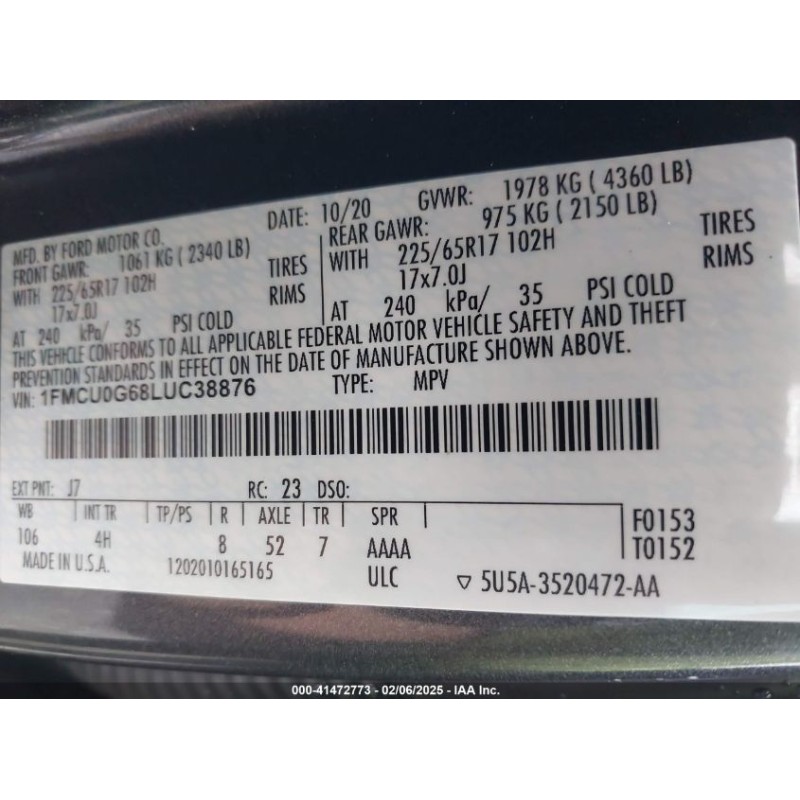 MFD. BY FORD MOTOR CO.
DATE: 10/20 GVWR: 1978 KG ( 4360 LB)
FRONT GAWR: 1061 KG ( 2340 LB)
REAR GAWR: 975 KG ( 2150 LB)
WITH 225/65R17 102H TIRES
WITH 225/65R17 102H TIRES
17x7.0J RIMS
17x7.0J RIMS
AT 240 kPa/ 35 PSI COLD
AT 240 kPa/ 35 PSI COLD
THIS VEHICLE CONFORMS TO ALL APPLICABLE FEDERAL MOTOR VEHICLE SAFETY AND THEFT
PREVENTION STANDARDS IN EFFECT ON THE DATE OF MANUFACTURE SHOWN ABOVE.
VIN: 1FMCU0G68LUC38876 TYPE: MPV
EXT PNT: J7 RC: 23 DSO:
WB INT TR TP/PS R AXLE TR SPR
106 4H 8 52 7 AAAA
F0153
T0152
MADE IN U.S.A. 1202010165165 ULC ▽ 5U5A-3520472-AA
000-41472773 - 02/06/2025 - IAA Inc.